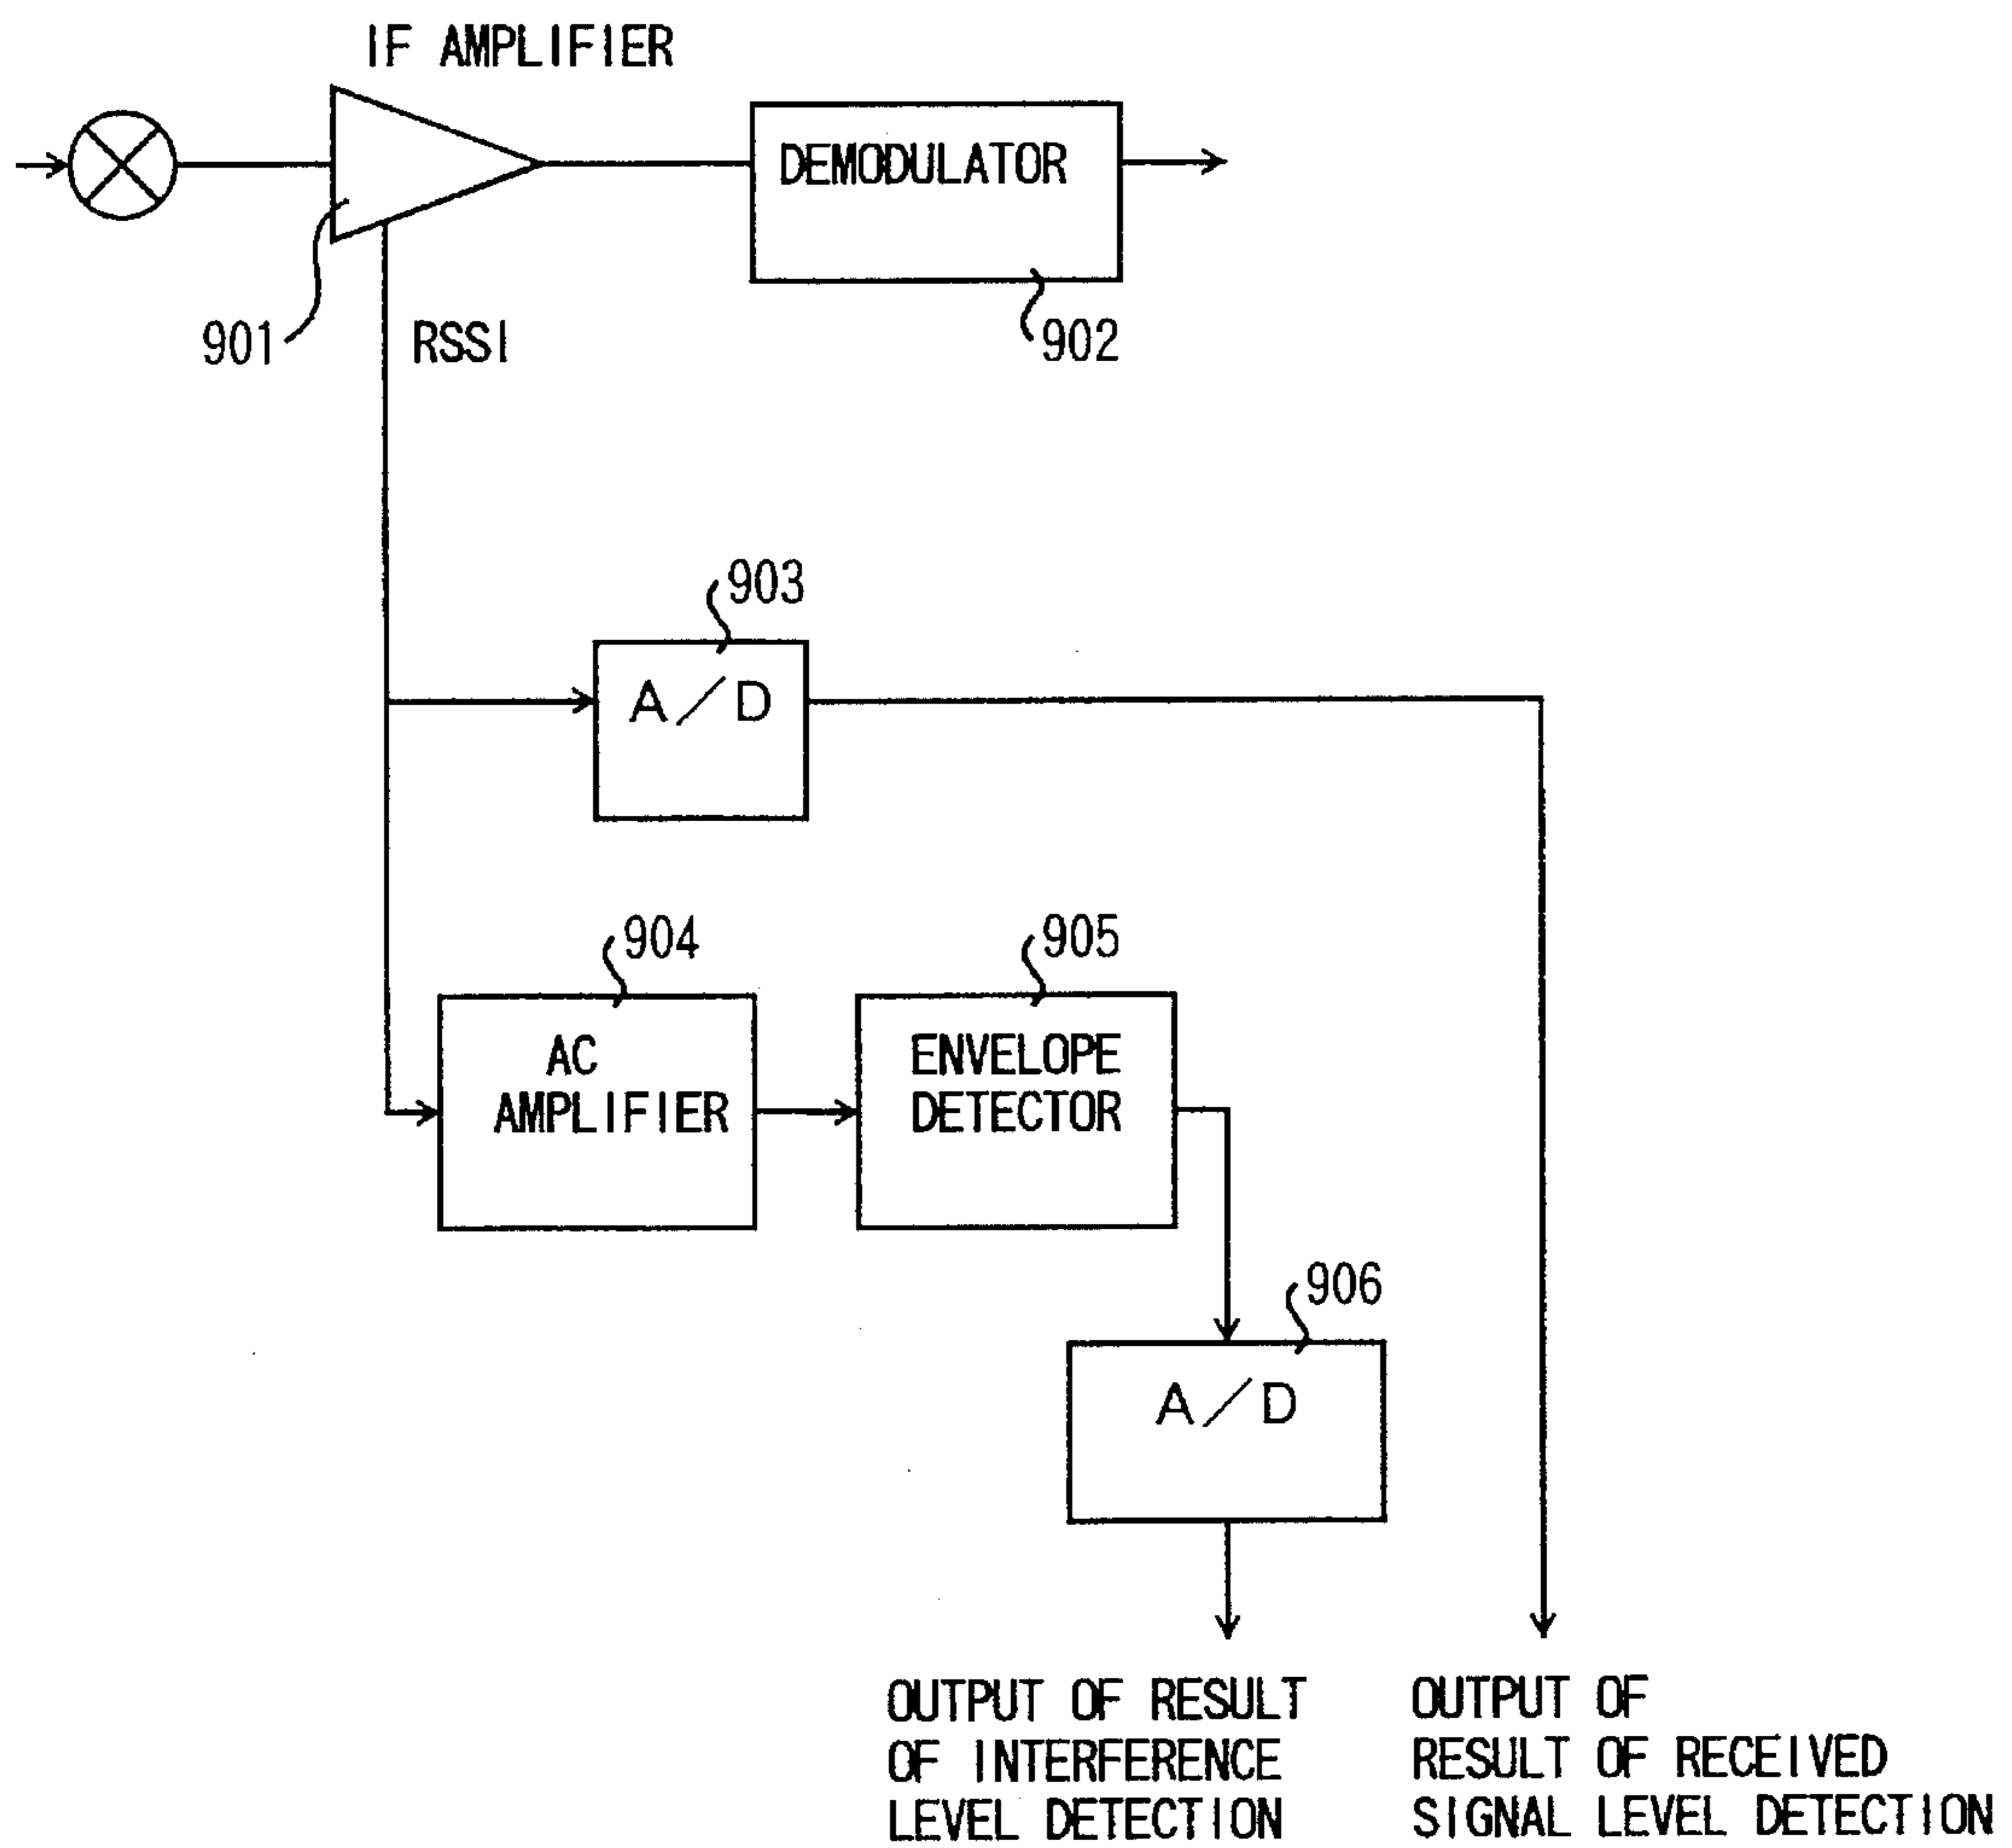 IF AMPLIFIER
DEMODULATOR
901
RSSI
902
903
A/D
904
905
AC
AMPLIFIER
ENVELOPE
DETECTOR
906
A/D
OUTPUT OF RESULT
OF INTERFERENCE
LEVEL DETECTION
OUTPUT OF
RESULT OF RECEIVED
SIGNAL LEVEL DETECTION